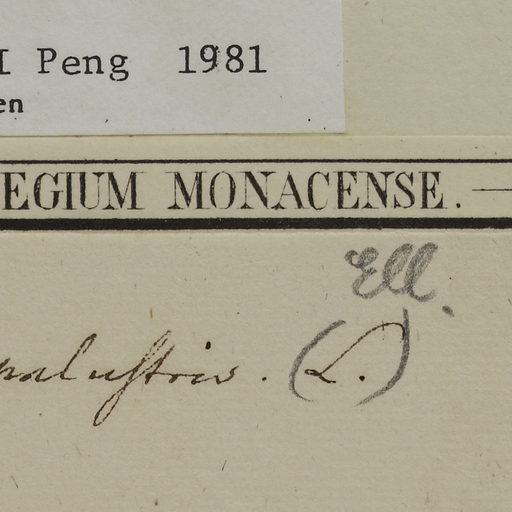 I Peng 1981
en
EGIUM MONACENSE.
Ell.
palustris. (L.)